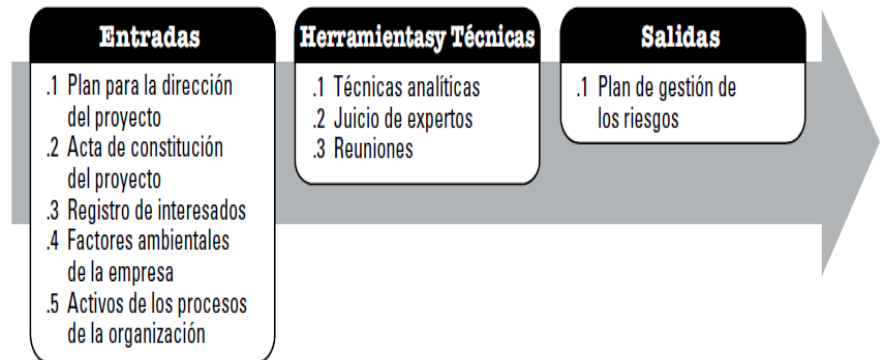 Entradas
.1 Plan para la dirección
del proyecto
.2 Acta de constitución
del proyecto
.3 Registro de interesados
.4 Factores ambientales
de la empresa
.5 Activos de los procesos
de la organización
Herramientasy Técnicas
.1 Técnicas analíticas
.2 Juicio de expertos
.3 Reuniones
Salidas
.1 Plan de gestión de
los riesgos